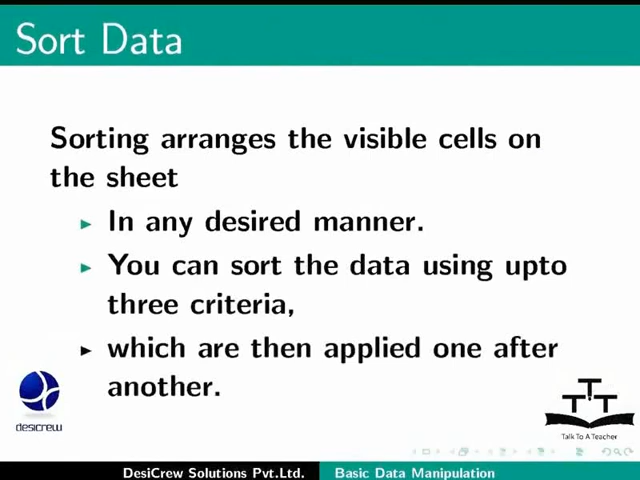 Sort Data
Sorting arranges the visible cells on
the sheet
In any desired manner.
You can sort the data using upto
three criteria,
which are then applied one after
another.
desicrew
TTT
Talk To A Teacher
DesiCrew Solutions Pvt.Ltd.
Basic Data Manipulation